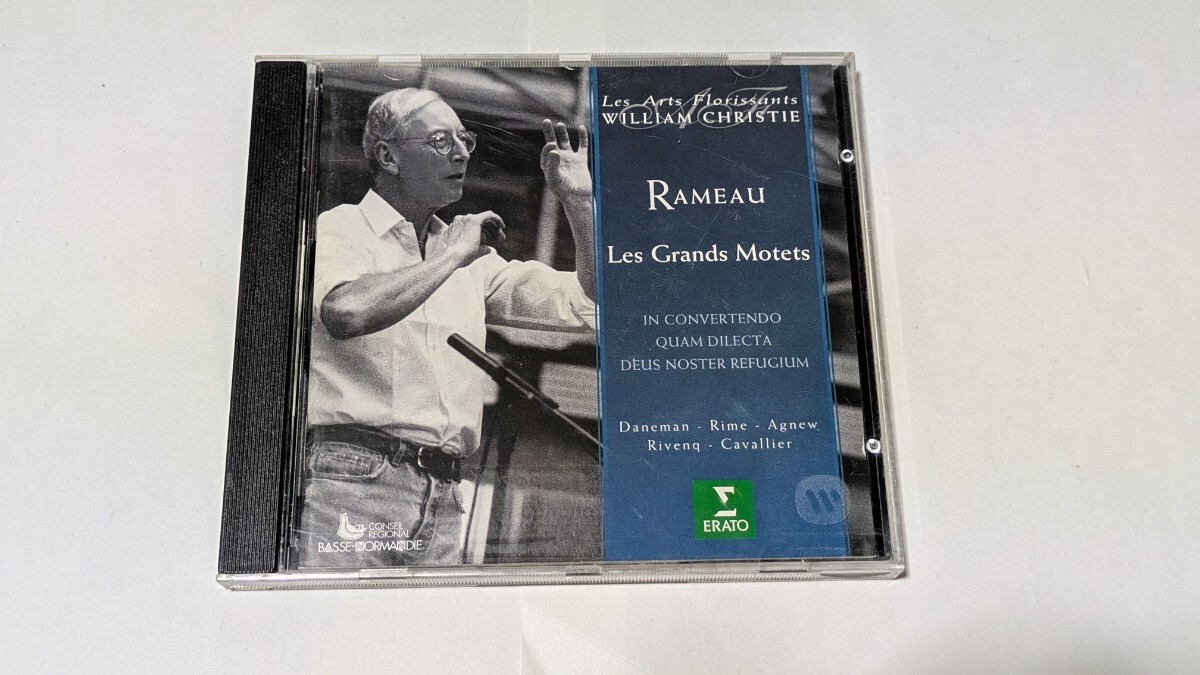 Les Arts Florissants
WILLIAM CHRISTIE
RAMEAU
Les Grands Motets
IN CONVERTENDO
QUAM DILECTA
DEUS NOSTER REFUGIUM
Daneman - Rime - Agnew
Rivenq - Cavallier
ERATO
CONSEIL
REGIONAL
BASSE-NORMANDIE